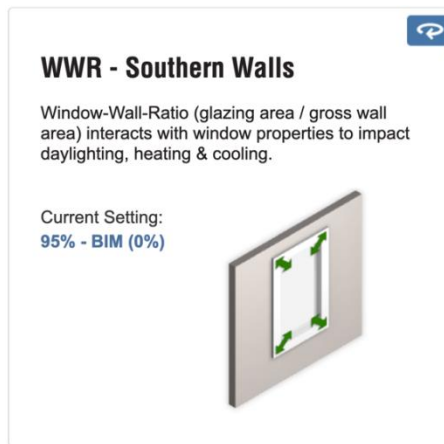 WWR - Southern Walls
Window-Wall-Ratio (glazing area / gross wall
area) interacts with window properties to impact
daylighting, heating & cooling.
Current Setting:
95% - BIM (0%)